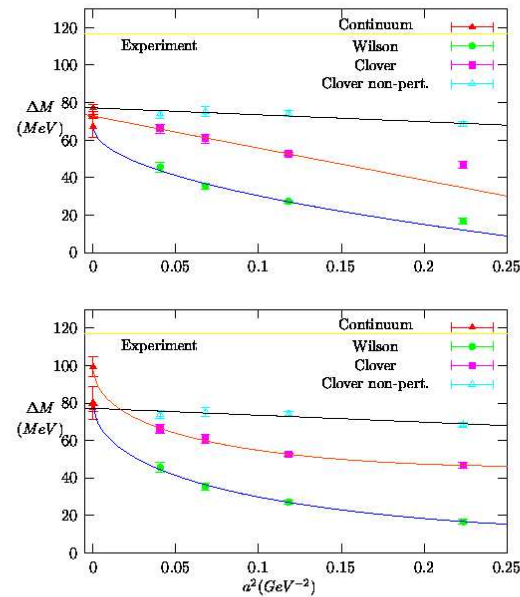 120
100
80
60
40
20
0
ΔM
(MeV)
Experiment
Continuum
Wilson
Clover
Clover non-pert.
0 0.05 0.1 0.15 0.2 0.25
120
100
80
60
40
20
0
ΔM
(MeV)
Experiment
Continuum
Wilson
Clover
Clover non-pert.
0 0.05 0.1 0.15 0.2 0.25
a²(GeV⁻²)